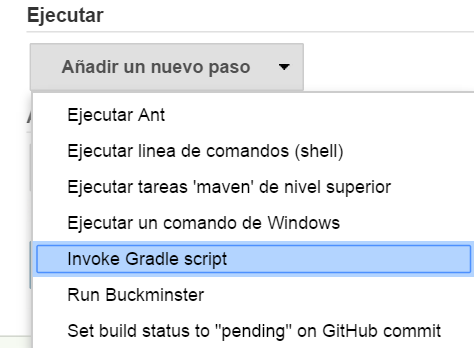 Ejecutar
Añadir un nuevo paso
Ejecutar Ant
Ejecutar linea de comandos (shell)
Ejecutar tareas 'maven' de nivel superior
Ejecutar un comando de Windows
Invoke Gradle script
Run Buckminster
Set build status to "pending" on GitHub commit